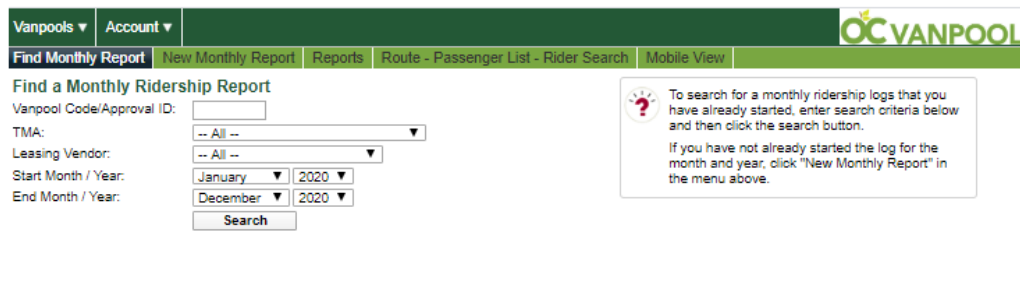 Vanpools ▼ Account ▼
OC VANPOOL
Find Monthly Report New Monthly Report Reports Route - Passenger List - Rider Search Mobile View
Find a Monthly Ridership Report
Vanpool Code/Approval ID:
TMA: -- All -- ▼
Leasing Vendor: -- All -- ▼
Start Month / Year: January ▼ 2020 ▼
End Month / Year: December ▼ 2020 ▼
Search
?
To search for a monthly ridership logs that you
have already started, enter search criteria below
and then click the search button.
If you have not already started the log for the
month and year, click "New Monthly Report" in
the menu above.